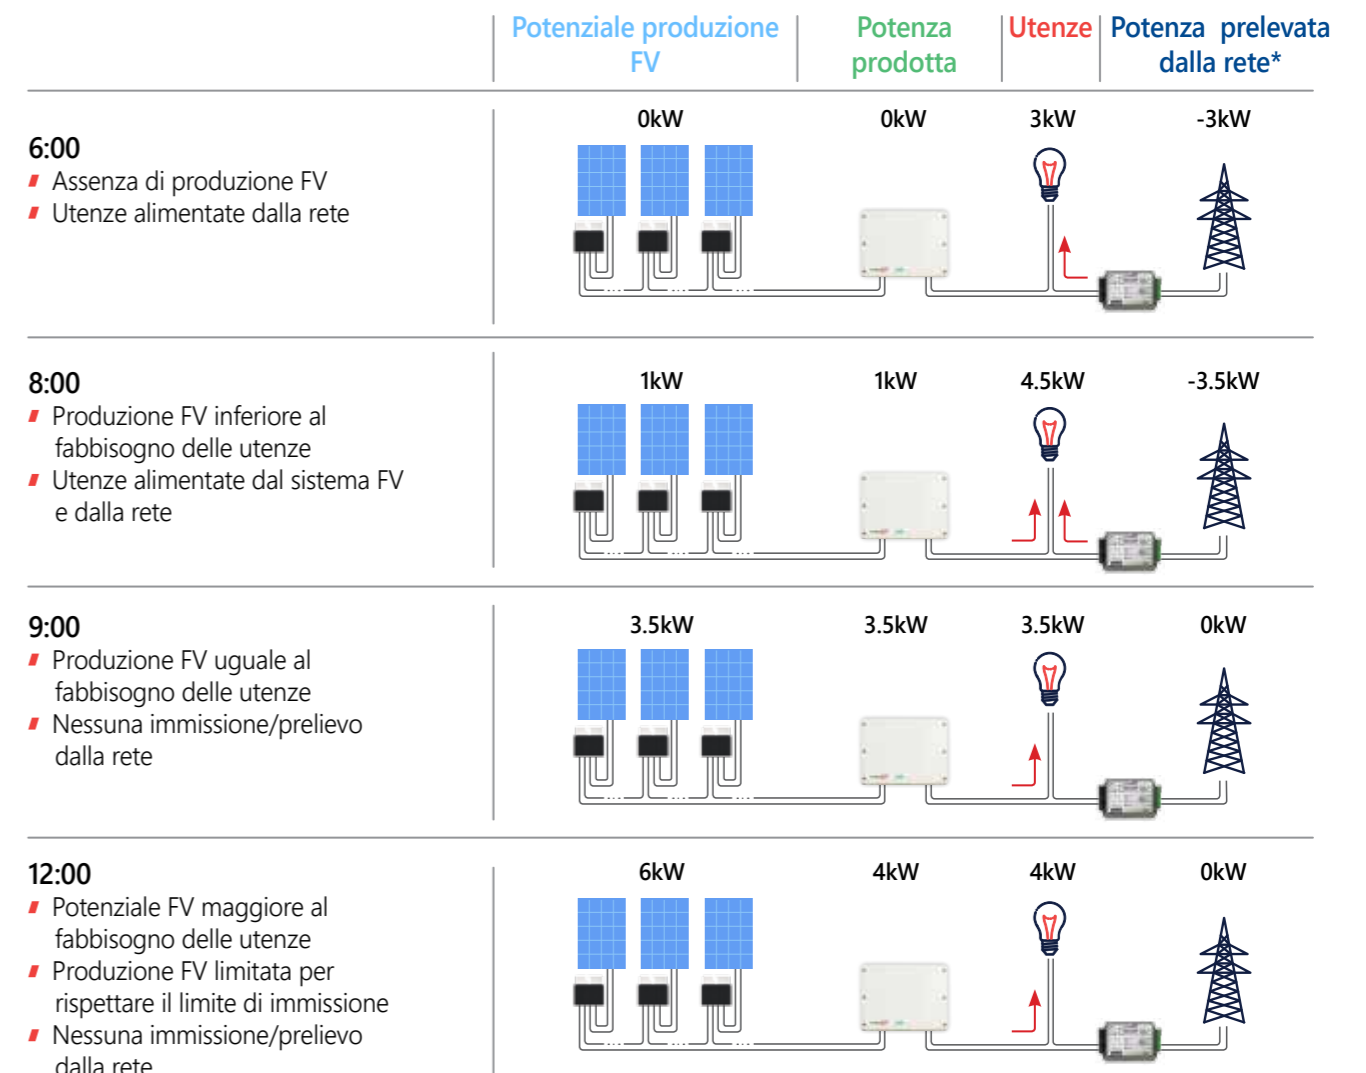 Potenziale produzione
FV
Potenza
prodotta
Utenze
Potenza prelevata
dalla rete*
6:00
Assenza di produzione FV
Utenze alimentate dalla rete
0kW
0kW
3kW
-3kW
8:00
Produzione FV inferiore al
fabbisogno delle utenze
Utenze alimentate dal sistema FV
e dalla rete
1kW
1kW
4.5kW
-3.5kW
9:00
Produzione FV uguale al
fabbisogno delle utenze
Nessuna immissione/prelievo
dalla rete
3.5kW
3.5kW
3.5kW
0kW
12:00
Potenziale FV maggiore al
fabbisogno delle utenze
Produzione FV limitata per
rispettare il limite di immissione
Nessuna immissione/prelievo
dalla rete
6kW
4kW
4kW
0kW